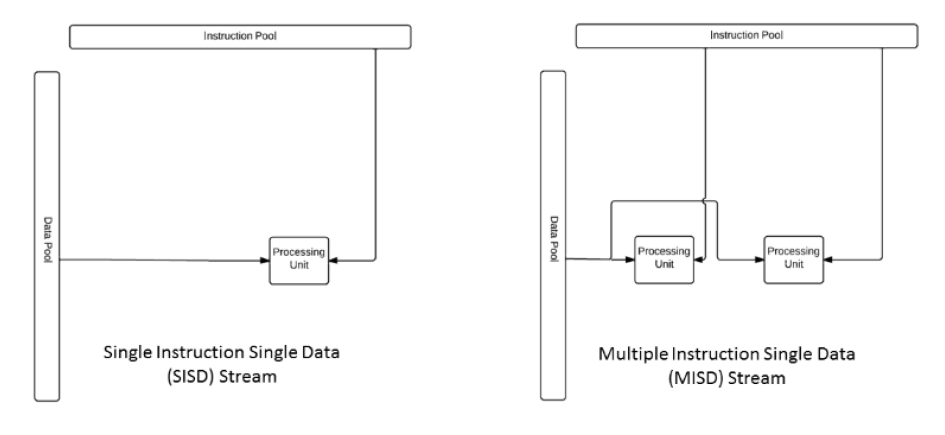 Instruction Pool
Data Pool
Processing
Unit
Single Instruction Single Data
(SISD) Stream
Instruction Pool
Data Pool
Processing
Unit
Processing
Unit
Multiple Instruction Single Data
(MISD) Stream